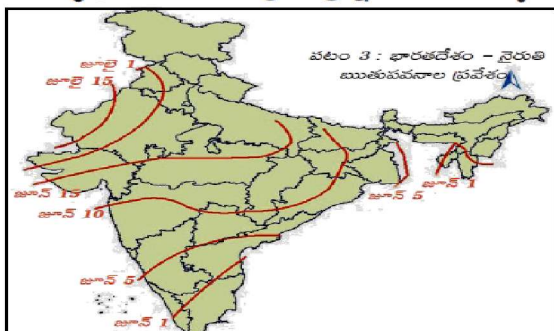 పటం 3 : భారతదేశం – నైరుతి
ఋతుపవనాల ప్రవేశం
జూలై 1
జూలై 15
జూన్ 15
జూన్ 10
జూన్ 5
జూన్ 1
జూన్ 5
జూన్ 1